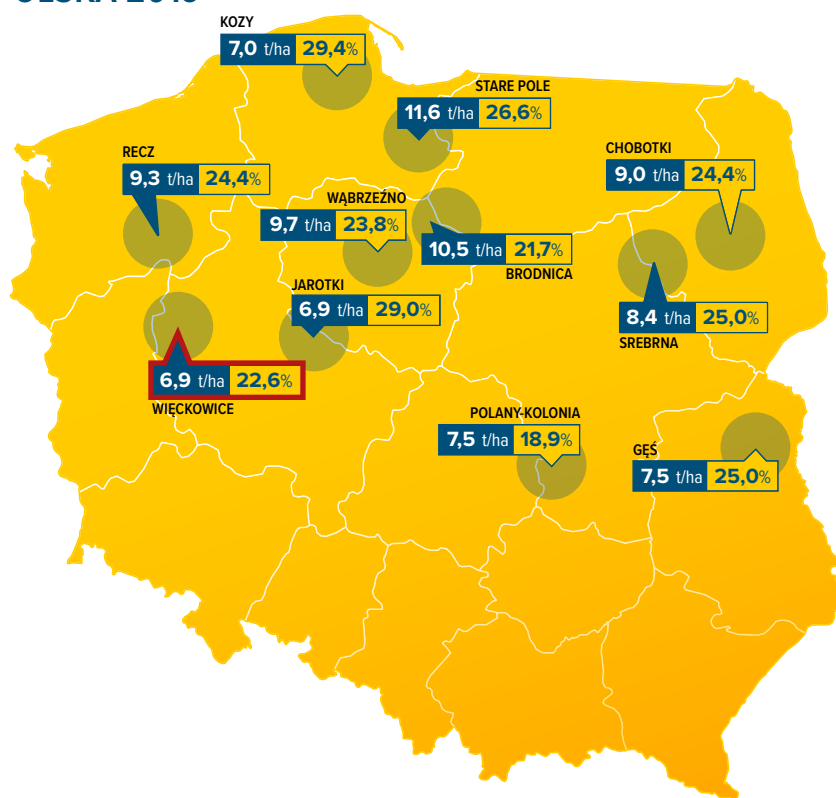 KOZY
7,0 t/ha 29,4%
STARE POLE
11,6 t/ha 26,6%
RECZ
9,3 t/ha 24,4%
CHOBOTKI
9,0 t/ha 24,4%
WĄBRZEŹNO
9,7 t/ha 23,8%
10,5 t/ha 21,7%
BRODNICA
JAROTKI
6,9 t/ha 29,0%
8,4 t/ha 25,0%
SREBRNA
6,9 t/ha 22,6%
WIĘCKOWICE
POLANY-KOLONIA
7,5 t/ha 18,9%
GĘŚ
7,5 t/ha 25,0%